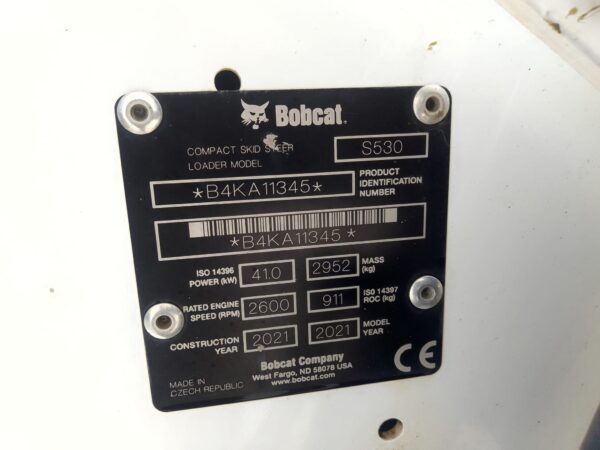 Bobcat®
COMPACT SKID STEER
LOADER MODEL
S530
*B4KA11345*
PRODUCT
IDENTIFICATION
NUMBER
*B4KA11345*
ISO 14396
POWER (kW)
41.0
2952
MASS
(kg)
RATED ENGINE
SPEED (RPM)
2600
911
ISO 14397
ROC (kg)
CONSTRUCTION
YEAR
2021
2021
MODEL
YEAR
Bobcat Company
West Fargo, ND 58078 USA
www.bobcat.com
MADE IN
CZECH REPUBLIC
CE